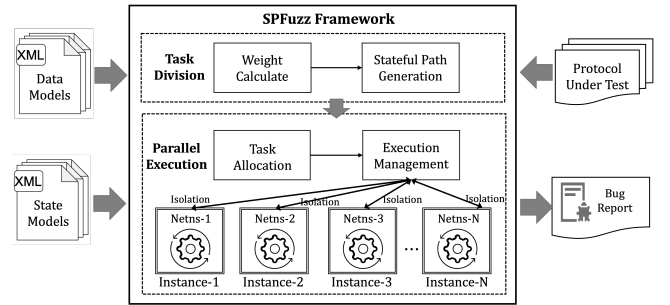 SPFuzz Framework
XML
Data
Models
XML
State
Models
Task
Division
Weight
Calculate
Stateful Path
Generation
Parallel
Execution
Task
Allocation
Execution
Management
Isolation
Isolation
Isolation
Isolation
Netns-1
Netns-2
Netns-3
...
Netns-N
Instance-1
Instance-2
Instance-3
Instance-N
Protocol
Under Test
Bug
Report